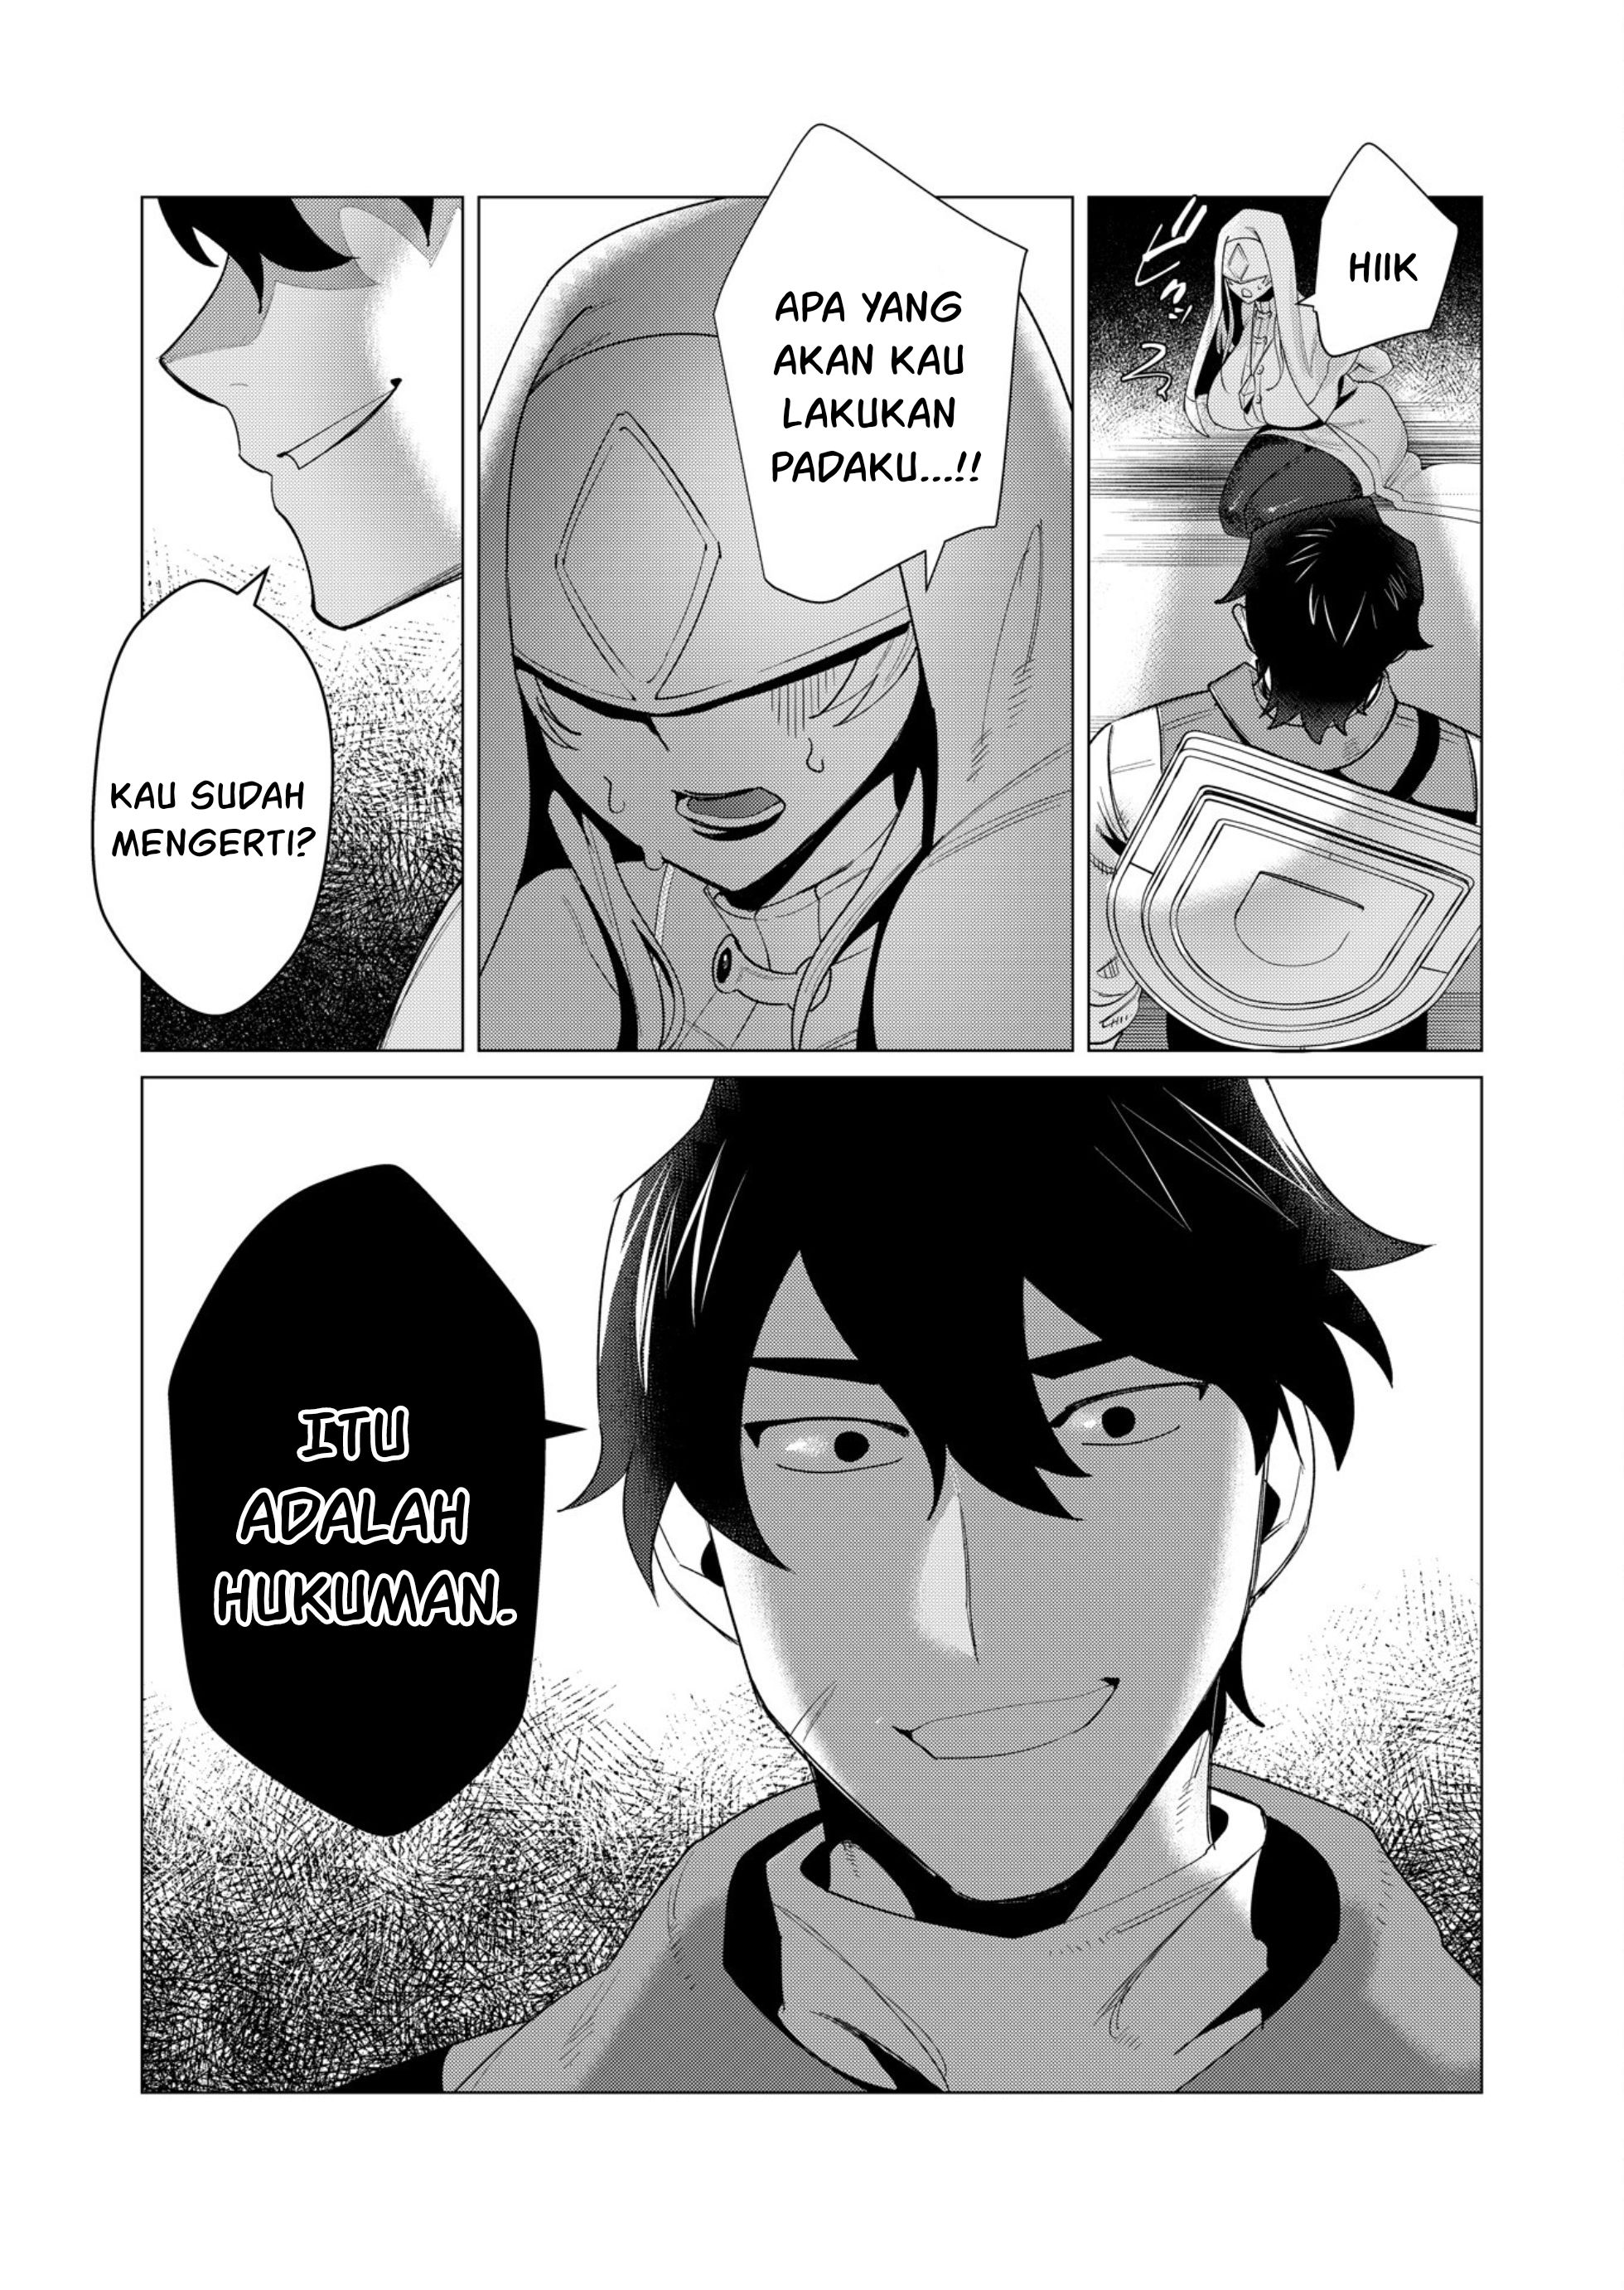 HIIK
APA YANG
AKAN KAU
LAKUKAN
PADAKU...!!
KAU SUDAH
MENGERTI?
ITU
ADALAH
HUKUMAN.